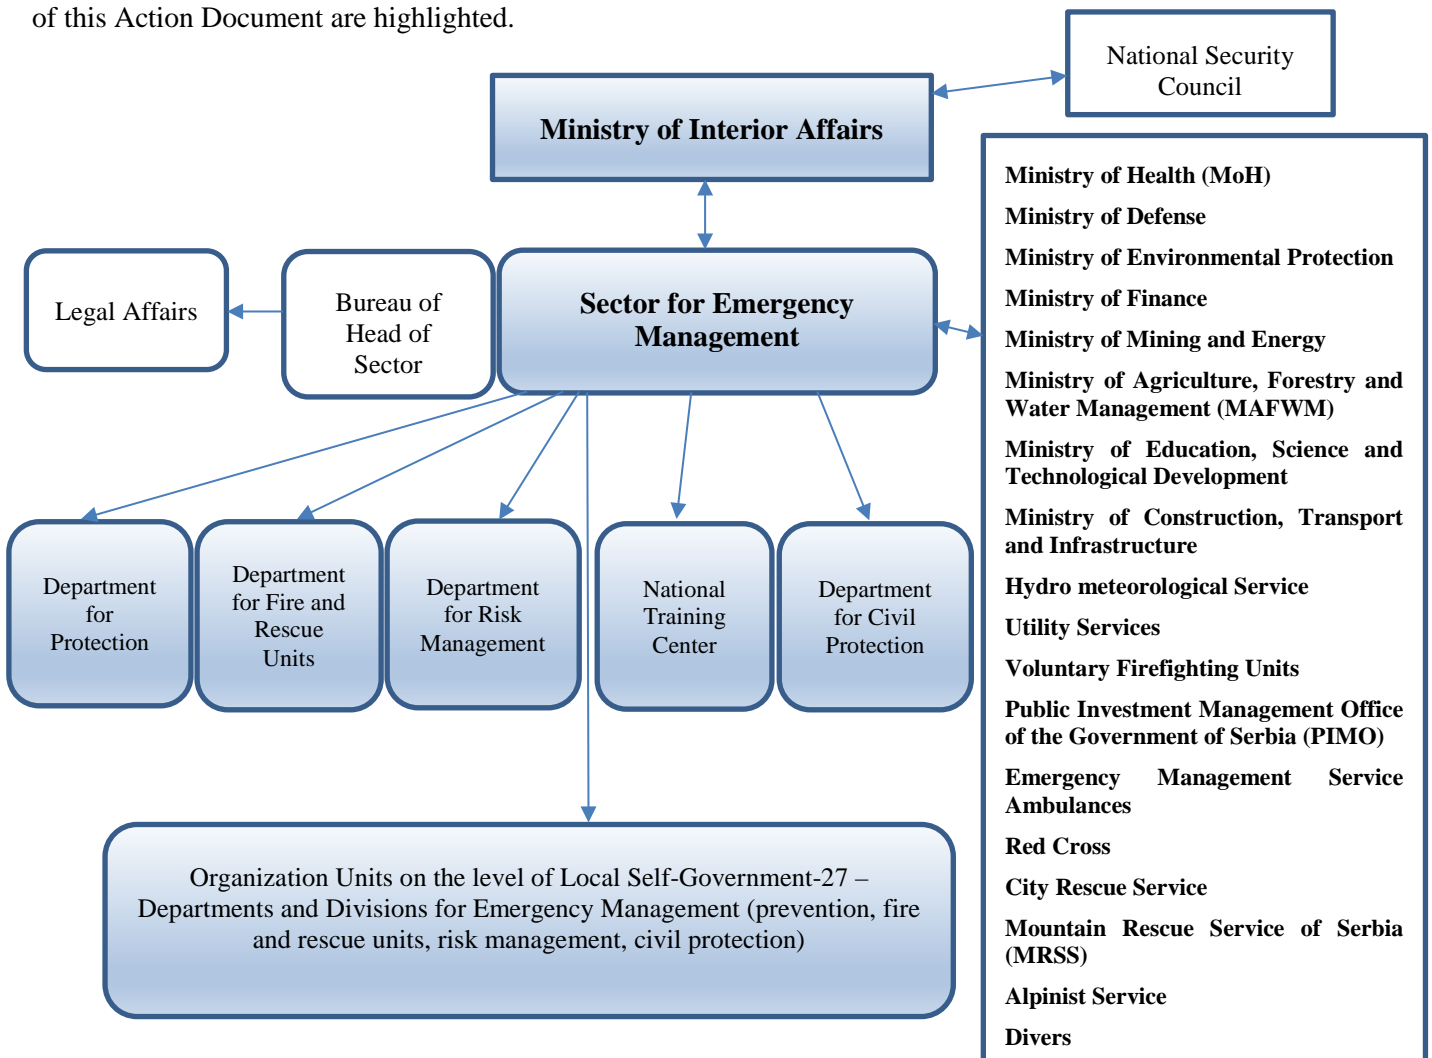 of this Action Document are highlighted.
National Security
Council
Ministry of Interior Affairs
Legal Affairs
Bureau of
Head of
Sector
Sector for Emergency
Management
Department
for
Protection
Department
for Fire and
Rescue
Units
Department
for Risk
Management
National
Training
Center
Department
for Civil
Protection
Organization Units on the level of Local Self-Government-27 –
Departments and Divisions for Emergency Management (prevention, fire
and rescue units, risk management, civil protection)
Ministry of Health (MoH)
Ministry of Defense
Ministry of Environmental Protection
Ministry of Finance
Ministry of Mining and Energy
Ministry of Agriculture, Forestry and
Water Management (MAFWM)
Ministry of Education, Science and
Technological Development
Ministry of Construction, Transport
and Infrastructure
Hydro meteorological Service
Utility Services
Voluntary Firefighting Units
Public Investment Management Office
of the Government of Serbia (PIMO)
Emergency Management Service
Ambulances
Red Cross
City Rescue Service
Mountain Rescue Service of Serbia
(MRSS)
Alpinist Service
Divers